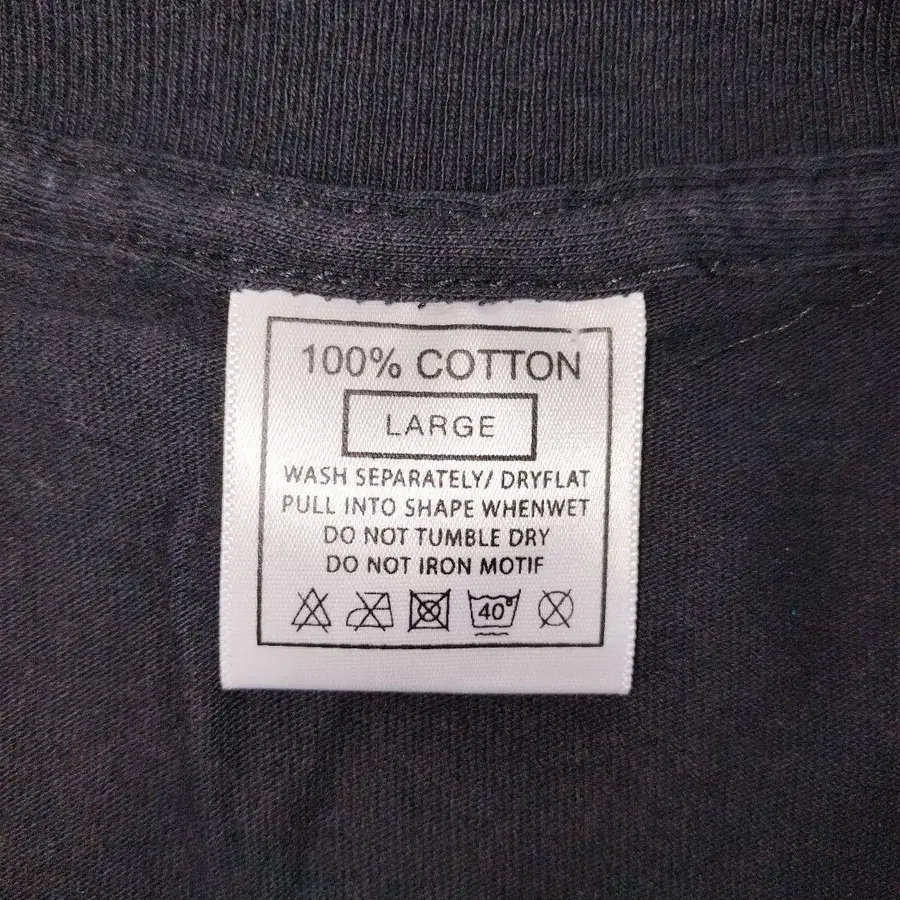 100% COTTON
LARGE
WASH SEPARATELY/ DRYFLAT
PULL INTO SHAPE WHENWET
DO NOT TUMBLE DRY
DO NOT IRON MOTIF
40°